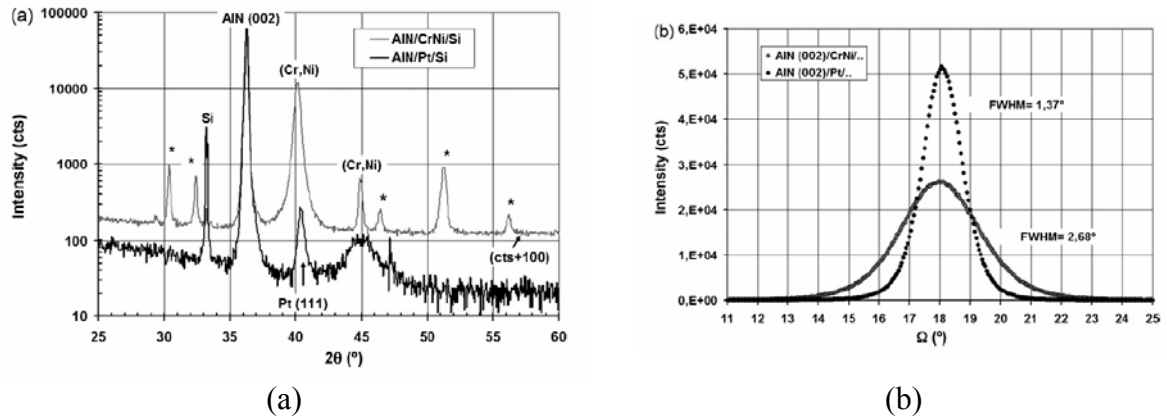 (a)
AlN (002)
AlN/CrNi/Si
AlN/Pt/Si
(Cr,Ni)
Si
*
*
(Cr,Ni)
*
*
*
(cts+100)
Pt (111)
Intensity (cts)
100000
10000
1000
100
10
25 30 35 40 45 50 55 60
2θ (º)
(a)
(b)
AlN (002)/CrNi/..
AlN (002)/Pt/..
FWHM= 1,37º
FWHM= 2,68º
Intensity (cts)
6,E+04
5,E+04
4,E+04
3,E+04
2,E+04
1,E+04
0,E+00
11 12 13 14 15 16 17 18 19 20 21 22 23 24 25
Ω (º)
(b)